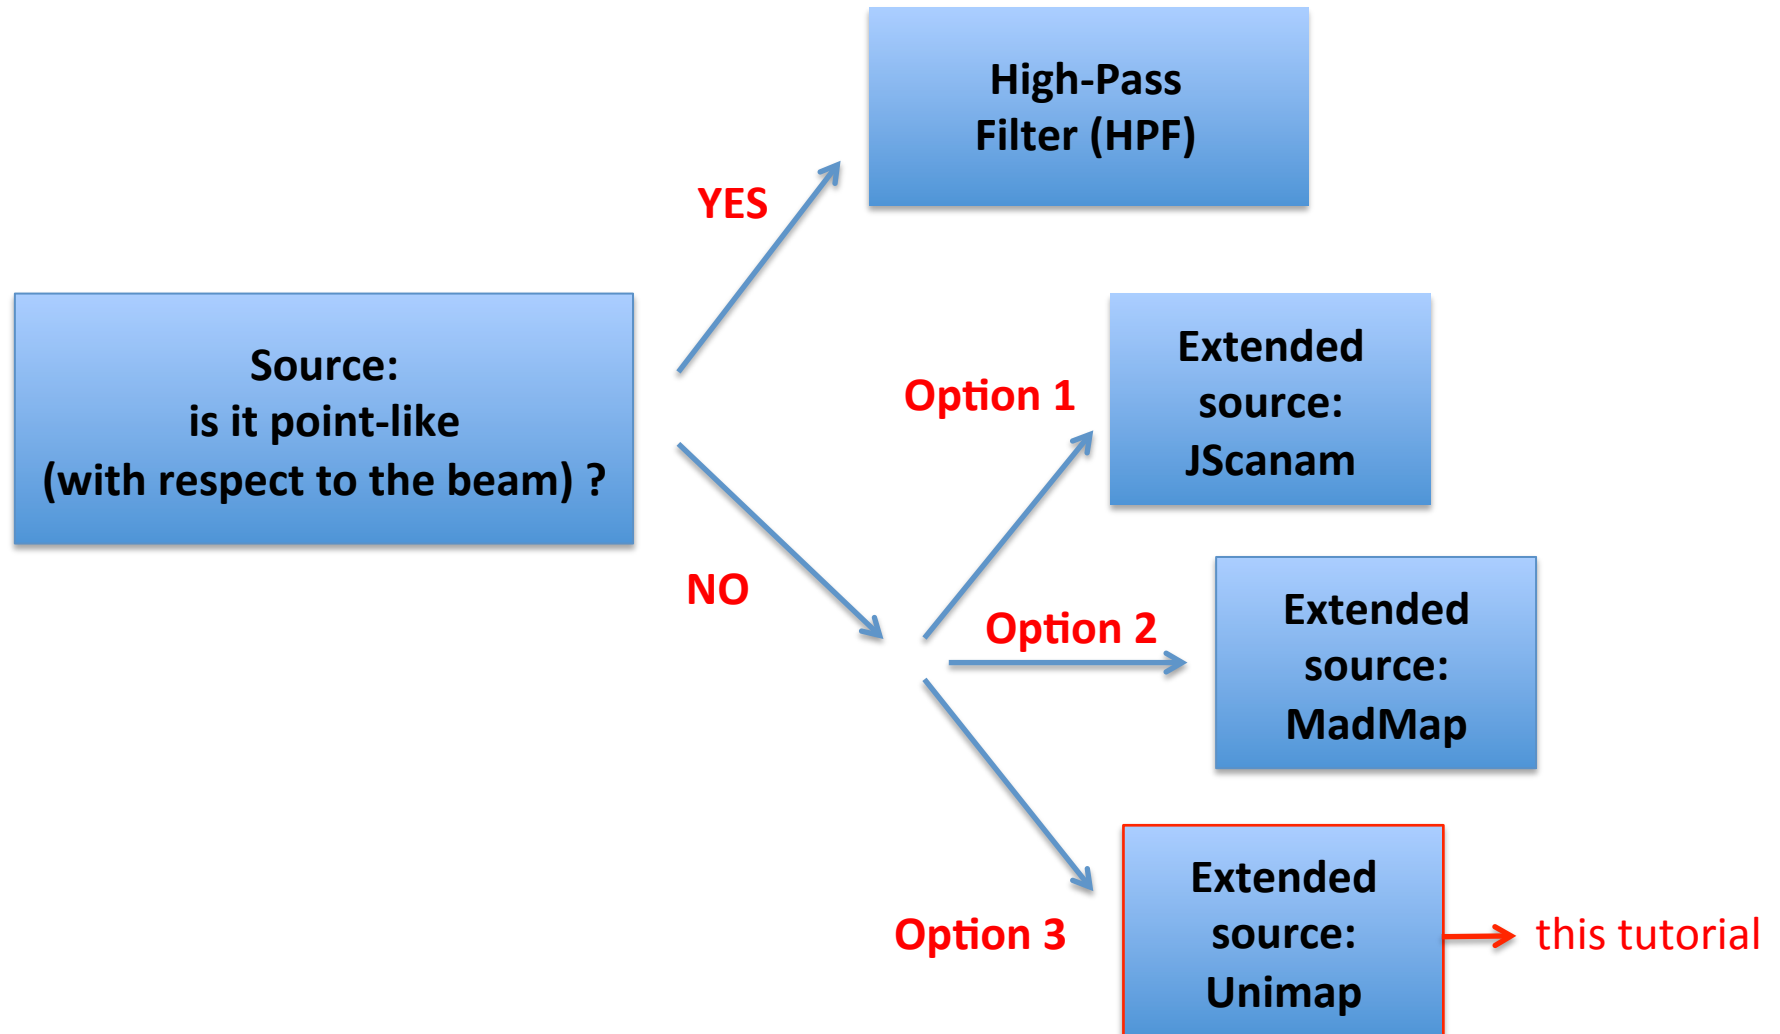 High-Pass
Filter (HPF)
YES
Source:
is it point-like
(with respect to the beam) ?
NO
Option 1
Extended
source:
JScanam
Option 2
Extended
source:
MadMap
Option 3
Extended
source:
Unimap
this tutorial